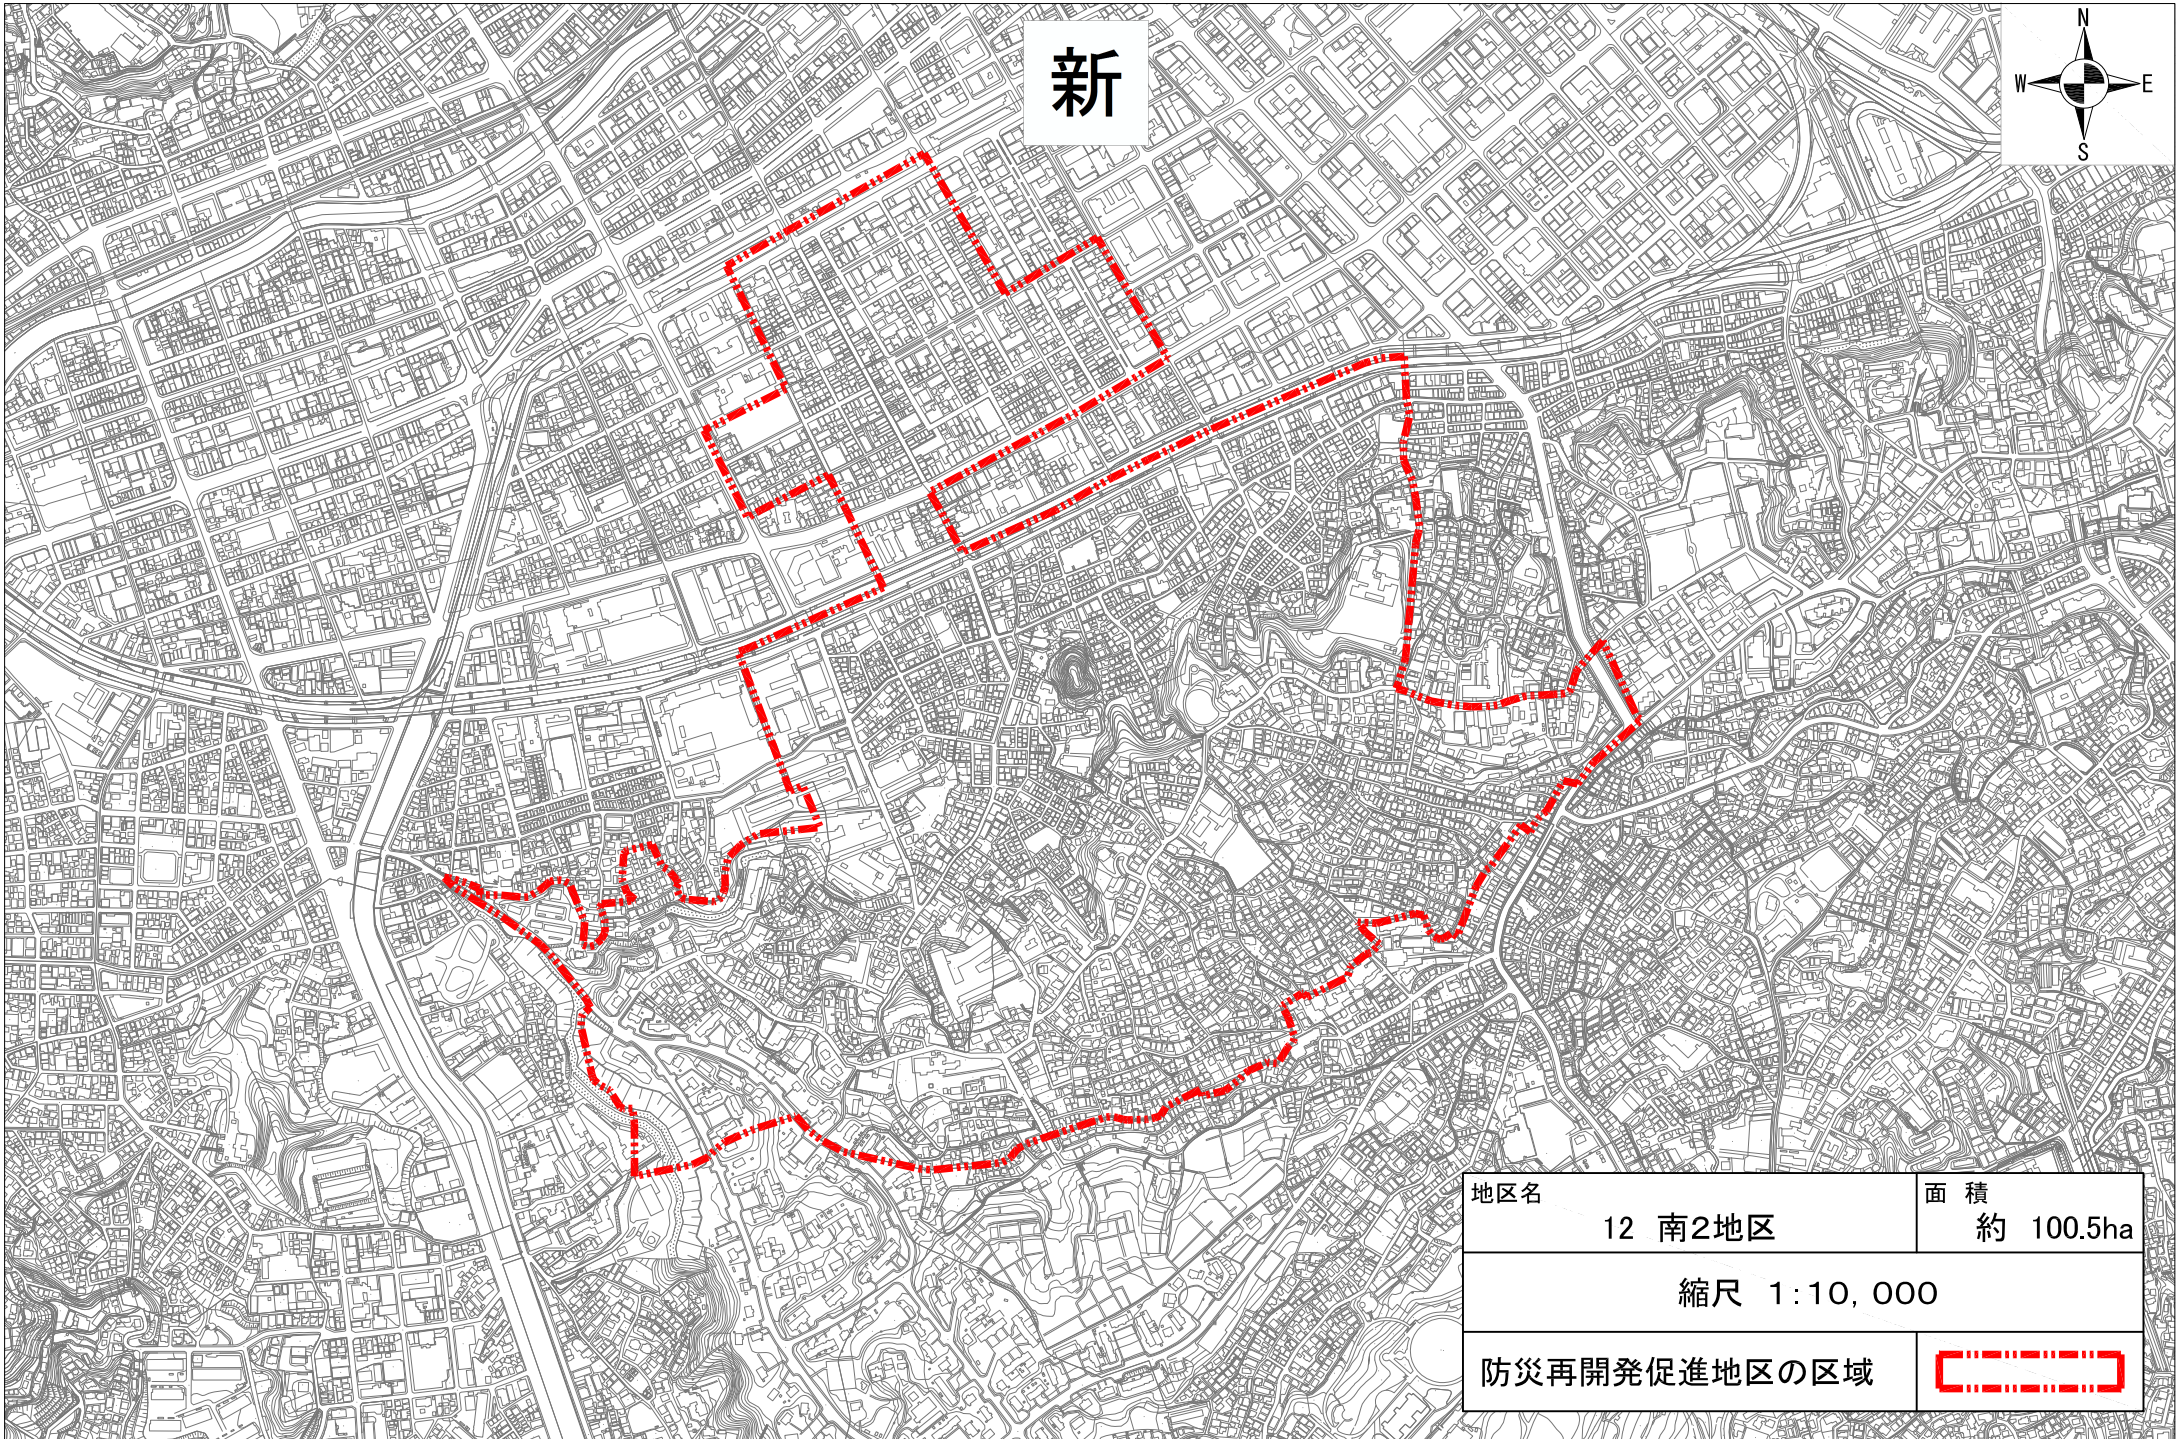 新
N
W E
S
地区名
12 南2地区
面 積
約 100.5ha
縮尺 1:10,000
防災再開発促進地区の区域